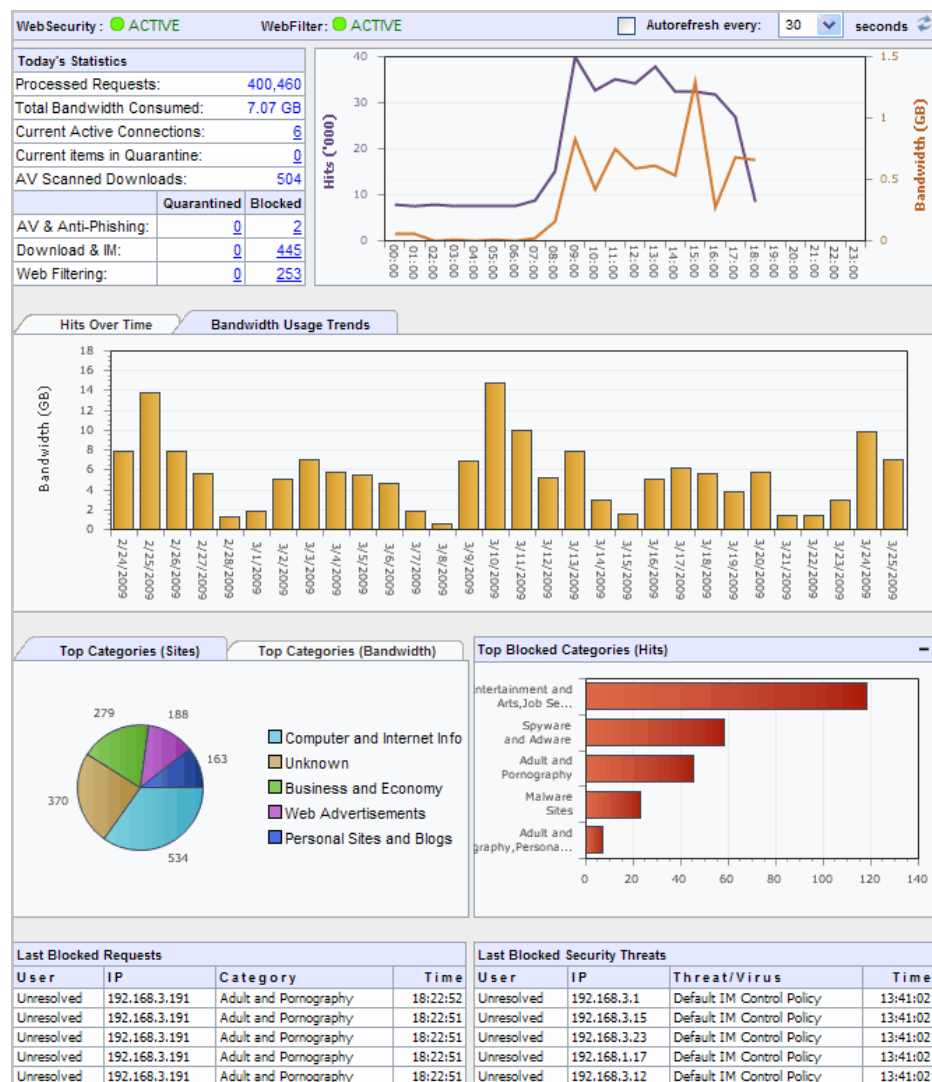 WebSecurity : ACTIVE WebFilter: ACTIVE Autorefresh every: 30 seconds
Today's Statistics
Processed Requests: 400,460
Total Bandwidth Consumed: 7.07 GB
Current Active Connections: 6
Current items in Quarantine: 0
AV Scanned Downloads: 504
Quarantined Blocked
AV & Anti-Phishing: 0 2
Download & IM: 0 445
Web Filtering: 0 253
Hits ('000)
40
30
20
10
0
Bandwidth (GB)
1.5
1
0.5
0
00:00 01:00 02:00 03:00 04:00 05:00 06:00 07:00 08:00 09:00 10:00 11:00 12:00 13:00 14:00 15:00 16:00 17:00 18:00 19:00 20:00 21:00 22:00 23:00
Hits Over Time Bandwidth Usage Trends
Bandwidth (GB)
18
16
14
12
10
8
6
4
2
0
2/24/2009 2/25/2009 2/26/2009 2/27/2009 2/28/2009 3/1/2009 3/2/2009 3/3/2009 3/4/2009 3/5/2009 3/6/2009 3/7/2009 3/8/2009 3/9/2009 3/10/2009 3/11/2009 3/12/2009 3/13/2009 3/14/2009 3/15/2009 3/16/2009 3/17/2009 3/18/2009 3/19/2009 3/20/2009 3/21/2009 3/22/2009 3/23/2009 3/24/2009 3/25/2009
Top Categories (Sites) Top Categories (Bandwidth)
279 188
163
370
534
Computer and Internet Info
Unknown
Business and Economy
Web Advertisements
Personal Sites and Blogs
Top Blocked Categories (Hits)
ntertainment and
Arts,Job Se...
Spyware
and Adware
Adult and
Pornography
Malware
Sites
Adult and
graphy,Persona...
0 20 40 60 80 100 120 140
Last Blocked Requests
User IP Category Time
Unresolved 192.168.3.191 Adult and Pornography 18:22:52
Unresolved 192.168.3.191 Adult and Pornography 18:22:51
Unresolved 192.168.3.191 Adult and Pornography 18:22:51
Unresolved 192.168.3.191 Adult and Pornography 18:22:51
Unresolved 192.168.3.191 Adult and Pornography 18:22:51
Last Blocked Security Threats
User IP Threat/Virus Time
Unresolved 192.168.3.1 Default IM Control Policy 13:41:02
Unresolved 192.168.3.15 Default IM Control Policy 13:41:02
Unresolved 192.168.3.23 Default IM Control Policy 13:41:02
Unresolved 192.168.1.17 Default IM Control Policy 13:41:02
Unresolved 192.168.3.12 Default IM Control Policy 13:41:02